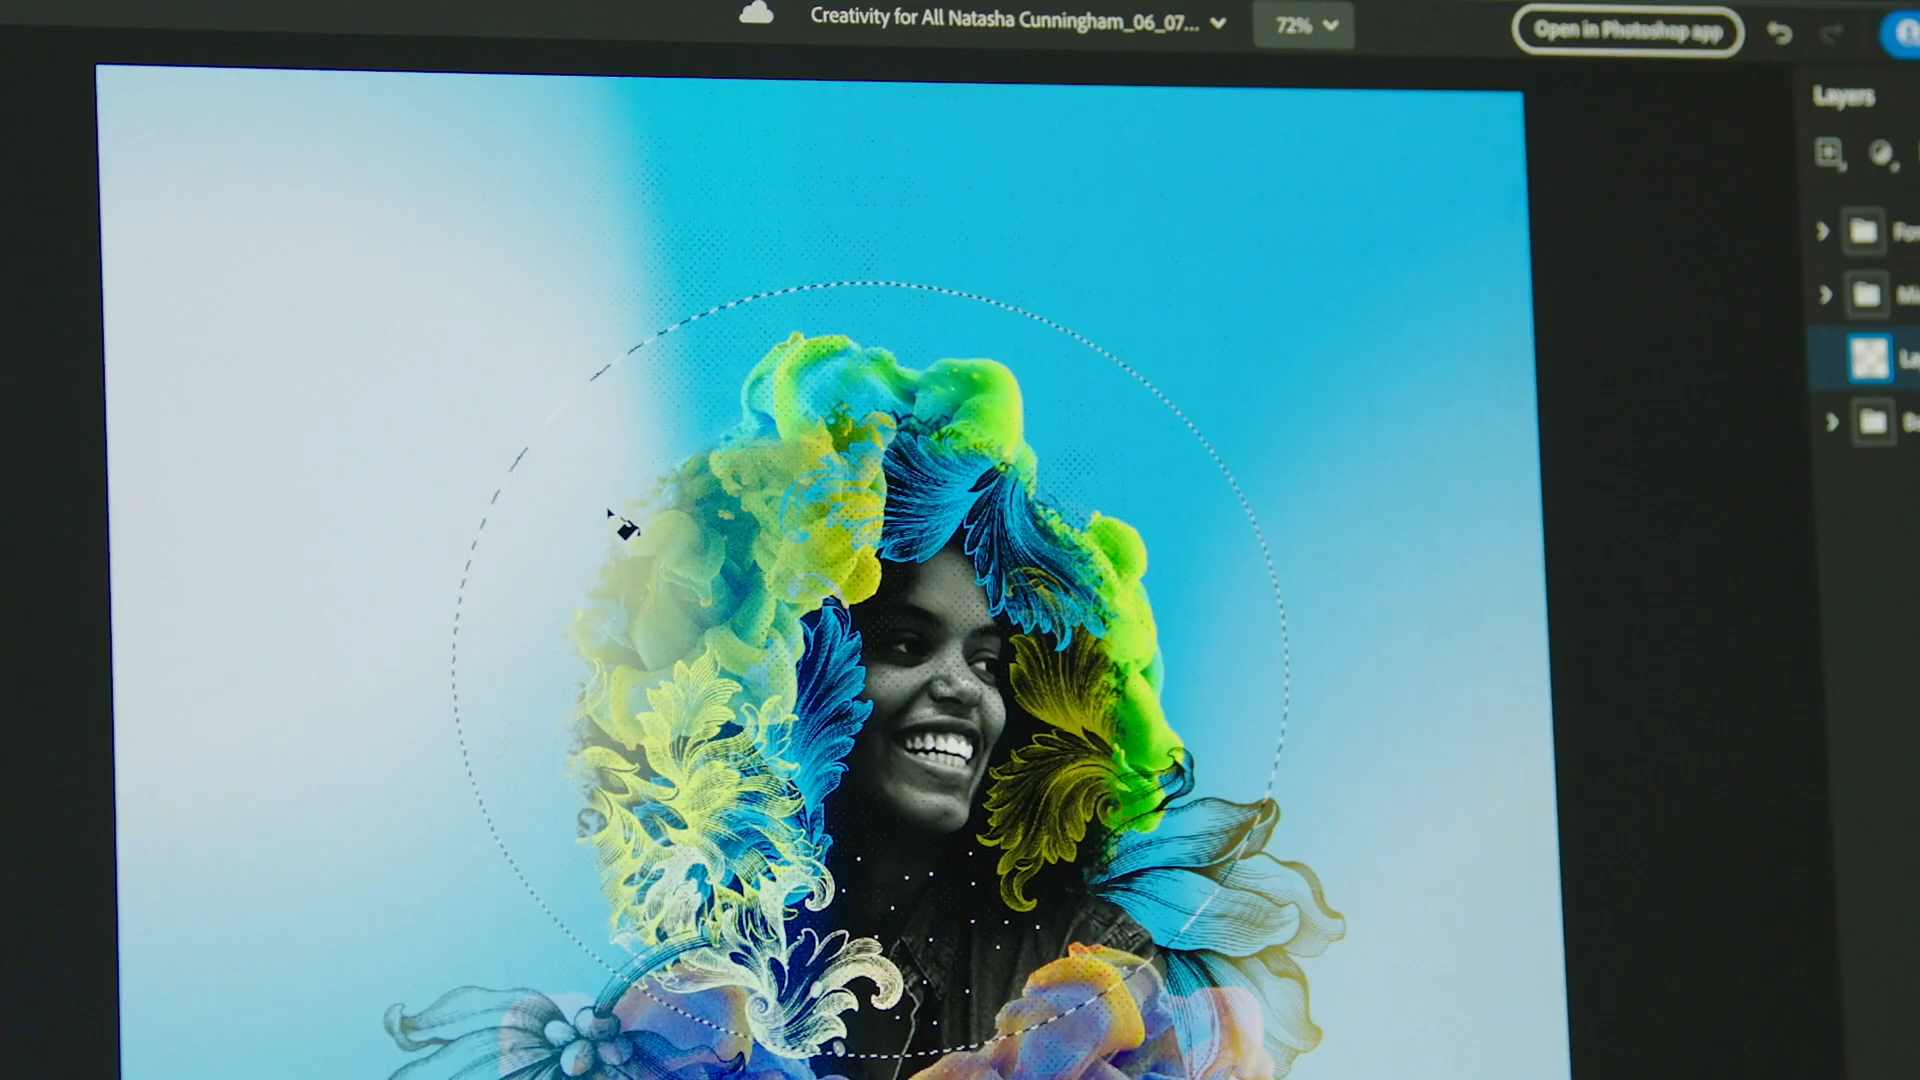 Creativity for All Natasha Cunningham_06_07...
72%
Open in Photoshop app
Layers